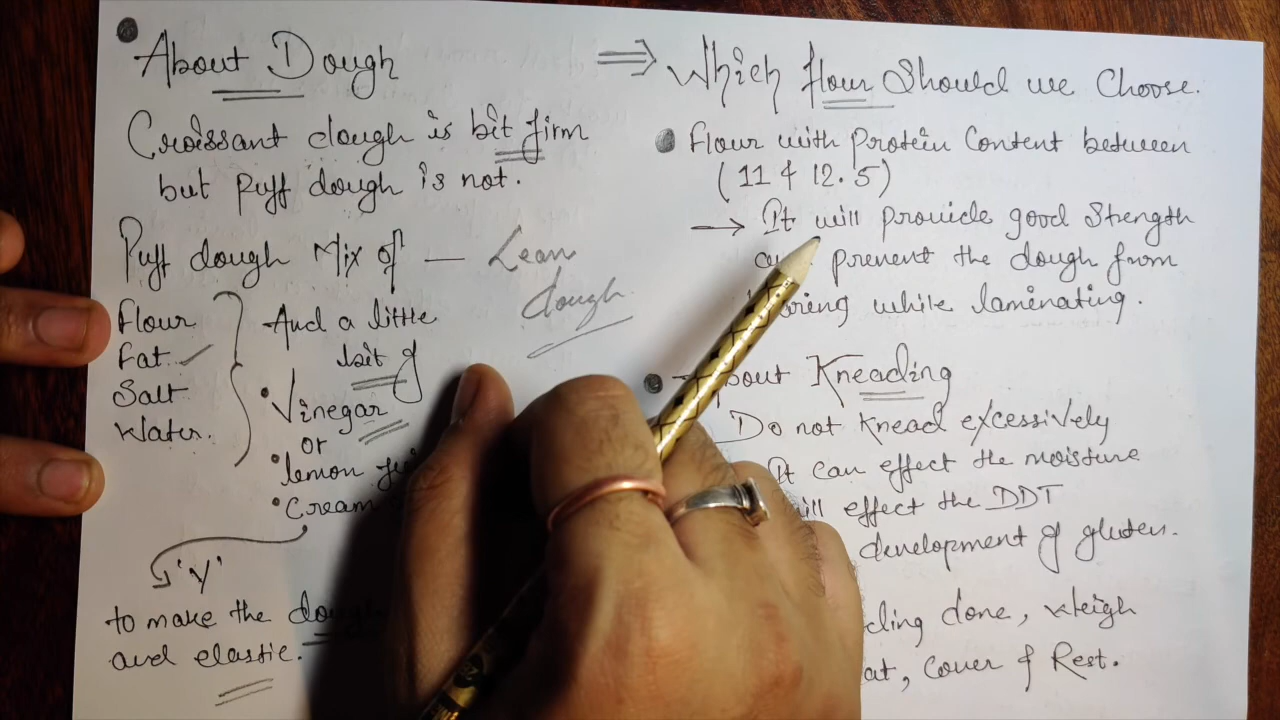 About Dough
Croissant dough is bit firm
but puff dough is not.
Puff dough Mix of — Lean
dough
Flour
Fat
Salt
Water.
And a little
bit of
• Vinegar
or
• lemon
• Cream
'Y'
to make the dough
and elastic.
⇒ Which flour Should we Choose.
• Flour with Protein Content between
(11 & 12.5)
→ It will provide good Strength
prevent the dough from
while laminating.
• About Kneading
Do not Knead excessively
It can effect the moisture
effect the DDT
development of gluten.
done, Weigh
, Cover & Rest.